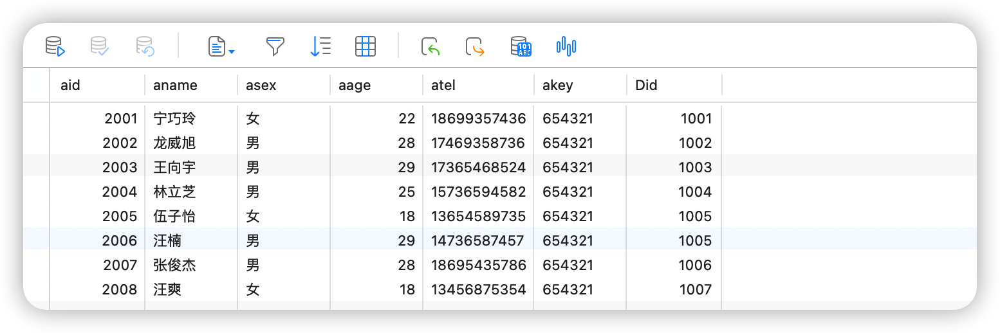 101
ABC
aid aname asex aage atel akey Did
2001 宁巧玲 女 22 18699357436 654321 1001
2002 龙威旭 男 28 17469358736 654321 1002
2003 王向宇 男 29 17365468524 654321 1003
2004 林立芝 男 25 15736594582 654321 1004
2005 伍子怡 女 18 13654589735 654321 1005
2006 汪楠 男 29 14736587457 654321 1005
2007 张俊杰 男 28 18695435786 654321 1006
2008 汪爽 女 18 13456875354 654321 1007